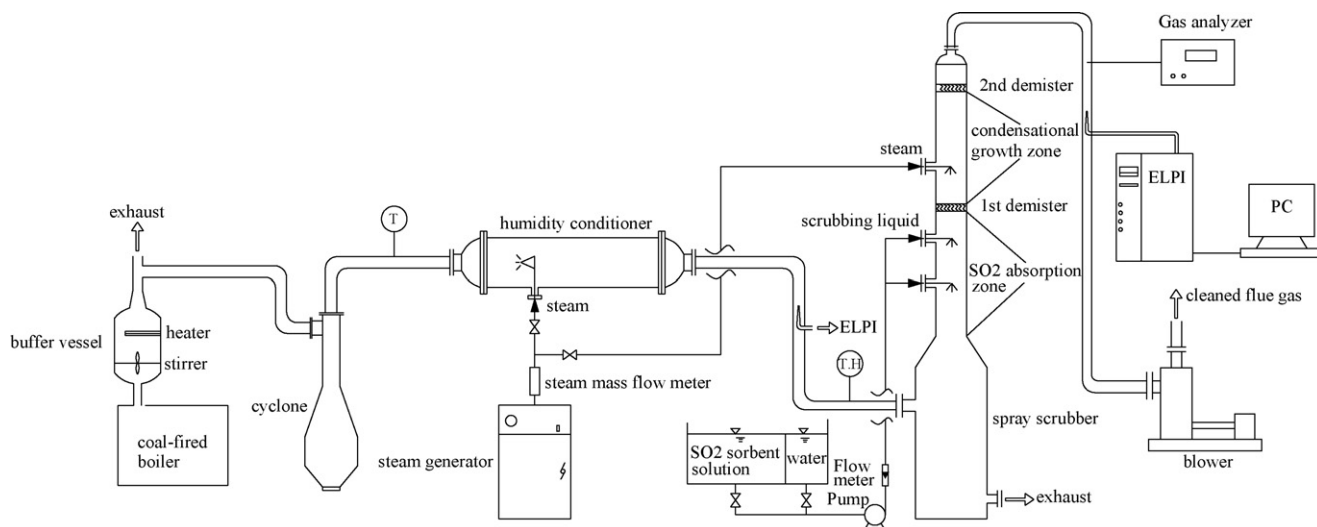 Gas analyzer
2nd demister
condensational
growth zone
steam
ELPI
1st demister
PC
exhaust
T
humidity conditioner
scrubbing liquid
SO2 absorption
zone
cleaned flue gas
heater
buffer vessel
stirrer
steam
ELPI
T.H
steam mass flow meter
cyclone
spray scrubber
coal-fired
boiler
steam generator
SO2 sorbent
solution
water
Flow
meter
Pump
blower
exhaust